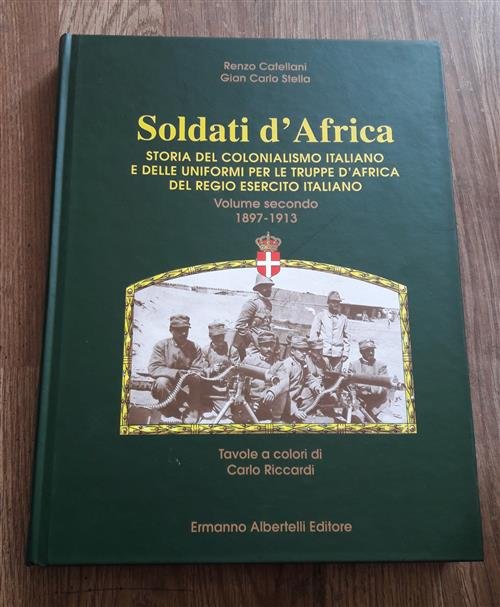 Renzo Catellani
Gian Carlo Stella
Soldati d'Africa
STORIA DEL COLONIALISMO ITALIANO
E DELLE UNIFORMI PER LE TRUPPE D'AFRICA
DEL REGIO ESERCITO ITALIANO
Volume secondo
1897-1913
Tavole a colori di
Carlo Riccardi
Ermanno Albertelli Editore